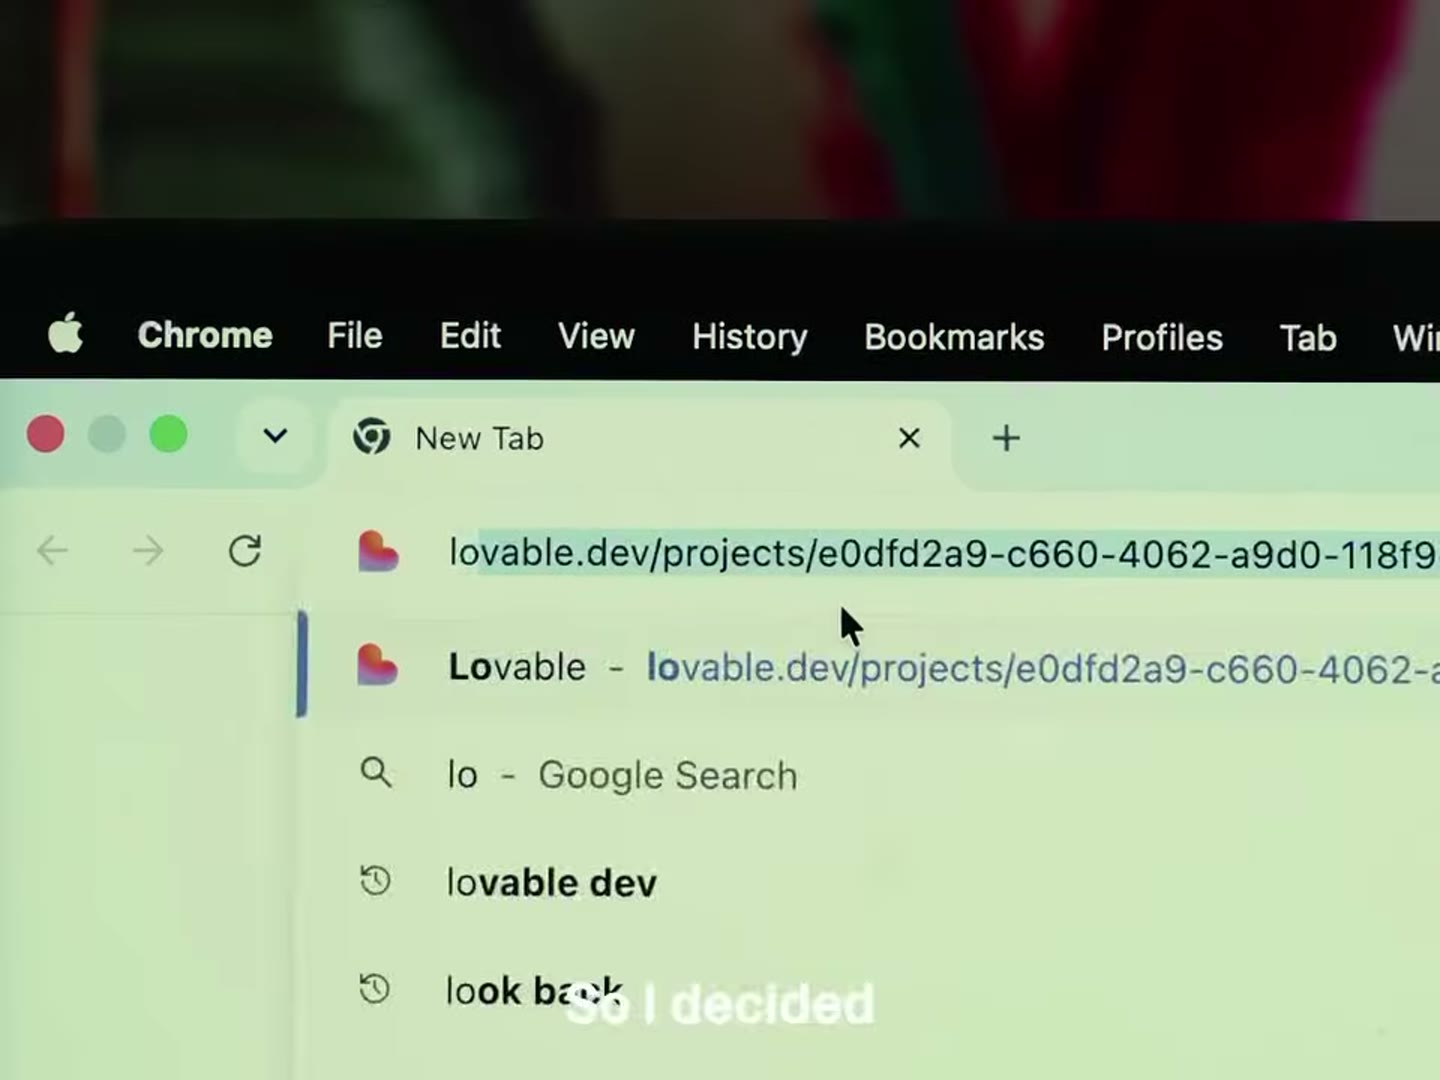 Chrome File Edit View History Bookmarks Profiles Tab
New Tab
lovable.dev/projects/e0dfd2a9-c660-4062-a9d0-118f9
Lovable - lovable.dev/projects/e0dfd2a9-c660-4062-
lo - Google Search
lovable dev
look back
So I decided